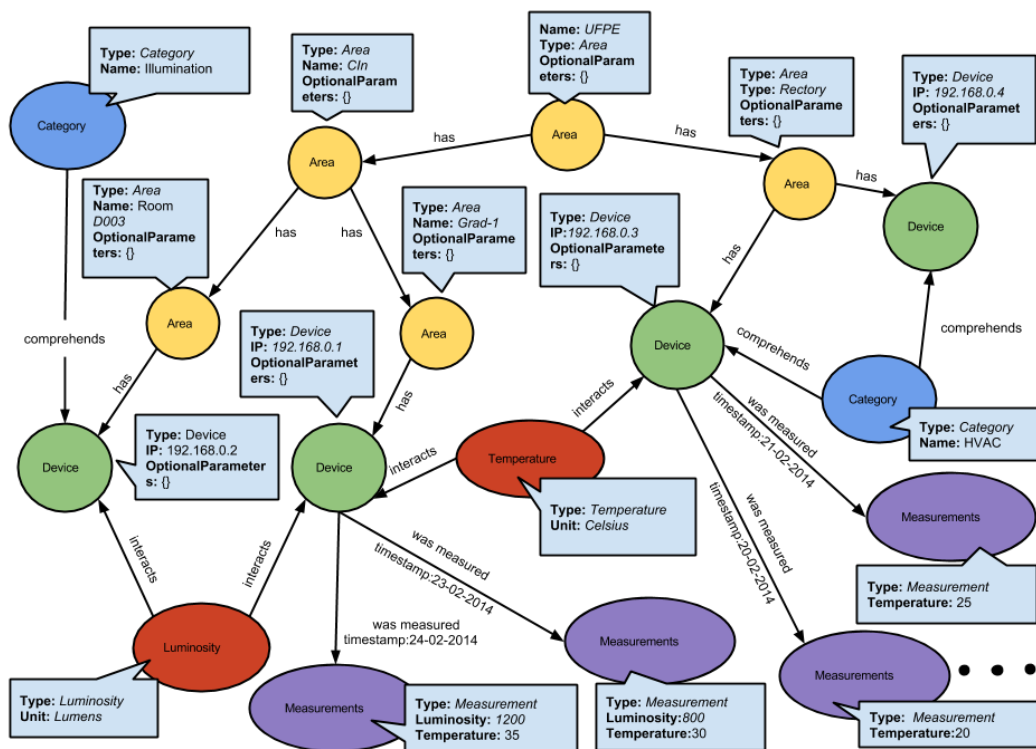 Type: Category
Name: Illumination
Type: Area
Name: CIn
OptionalParam
eters: {}
Name: UFPE
Type: Area
OptionalParam
eters: {}
Type: Area
Type: Rectory
OptionalParame
ters: {}
Type: Device
IP: 192.168.0.4
OptionalParamet
ers: {}
Category
Area
has
Area
has
Area
has
Device
Type: Area
Name: Room
D003
OptionalParame
ters: {}
has
has
Type: Area
Name: Grad-1
OptionalParame
ters: {}
Type: Device
IP:192.168.0.3
OptionalParamete
rs: {}
has
comprehends
Area
Type: Device
IP: 192.168.0.1
OptionalParamet
ers: {}
Area
Device
comprehends
comprehends
has
has
interacts
Category
Type: Category
Name: HVAC
Device
Type: Device
IP: 192.168.0.2
OptionalParameter
s: {}
Device
interacts
Temperature
Type: Temperature
Unit: Celsius
was measured
timestamp:21-02-2014
was measured
timestamp:20-02-2014
Measurements
Type: Measurement
Temperature: 25
interacts
interacts
was measured
timestamp:23-02-2014
was measured
timestamp:24-02-2014
Luminosity
Type: Luminosity
Unit: Lumens
Measurements
Type: Measurement
Luminosity: 1200
Temperature: 35
Measurements
Type: Measurement
Luminosity:800
Temperature:30
Measurements
Type: Measurement
Temperature:20